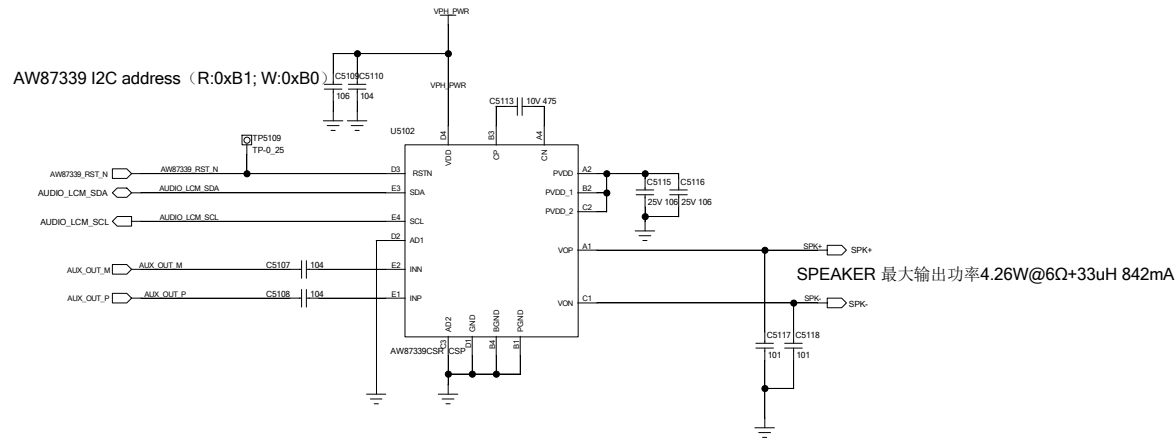 VPH_PWR
AW87339 I2C address（R:0xB1; W:0xB0）
C5109 C5110
106 104
VPH_PWR
C5113 10V 475
U5102
D4 B3 A4
VDD CP CN
TP5109
TP-0_25
AW87339_RST_N AW87339_RST_N D3 RSTN
AUDIO_LCM_SDA AUDIO_LCM_SDA E3 SDA
AUDIO_LCM_SCL AUDIO_LCM_SCL E4 SCL
D2 AD1
AUX_OUT_M AUX_OUT_M C5107 104 E2 INN
AUX_OUT_P AUX_OUT_P C5108 104 E1 INP
PVDD A2
PVDD_1 B2
PVDD_2 C2
C5115 C5116
25V 106 25V 106
VOP A1 SPK+ SPK+
SPEAKER 最大输出功率4.26W@6Ω+33uH 842mA
VON C1 SPK- SPK-
AD2 GND BGND PGND
C3 D1 B4 B1
AW87339CSR CSP
C5117 C5118
101 101